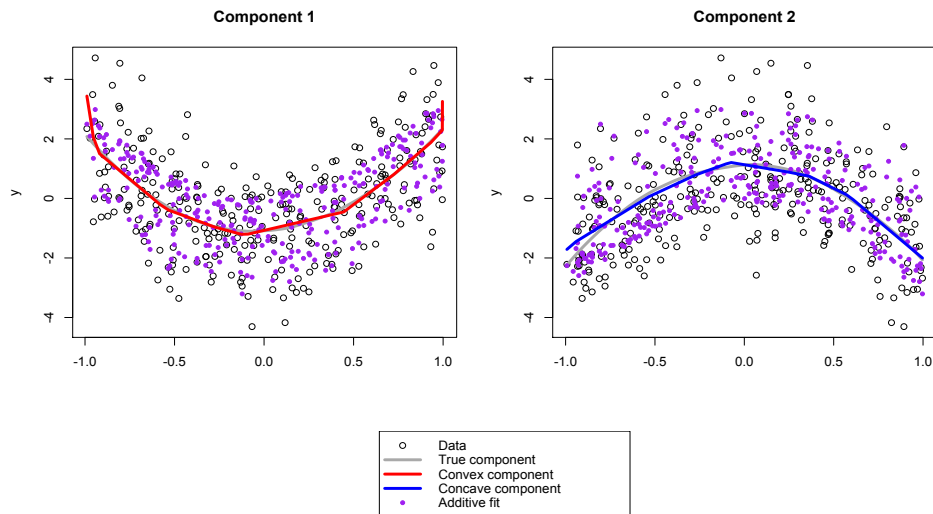 Component 1
Component 2
y
4
2
0
-2
-4
-1.0
-0.5
0.0
0.5
1.0
y
4
2
0
-2
-4
-1.0
-0.5
0.0
0.5
1.0
Data
True component
Convex component
Concave component
Additive fit